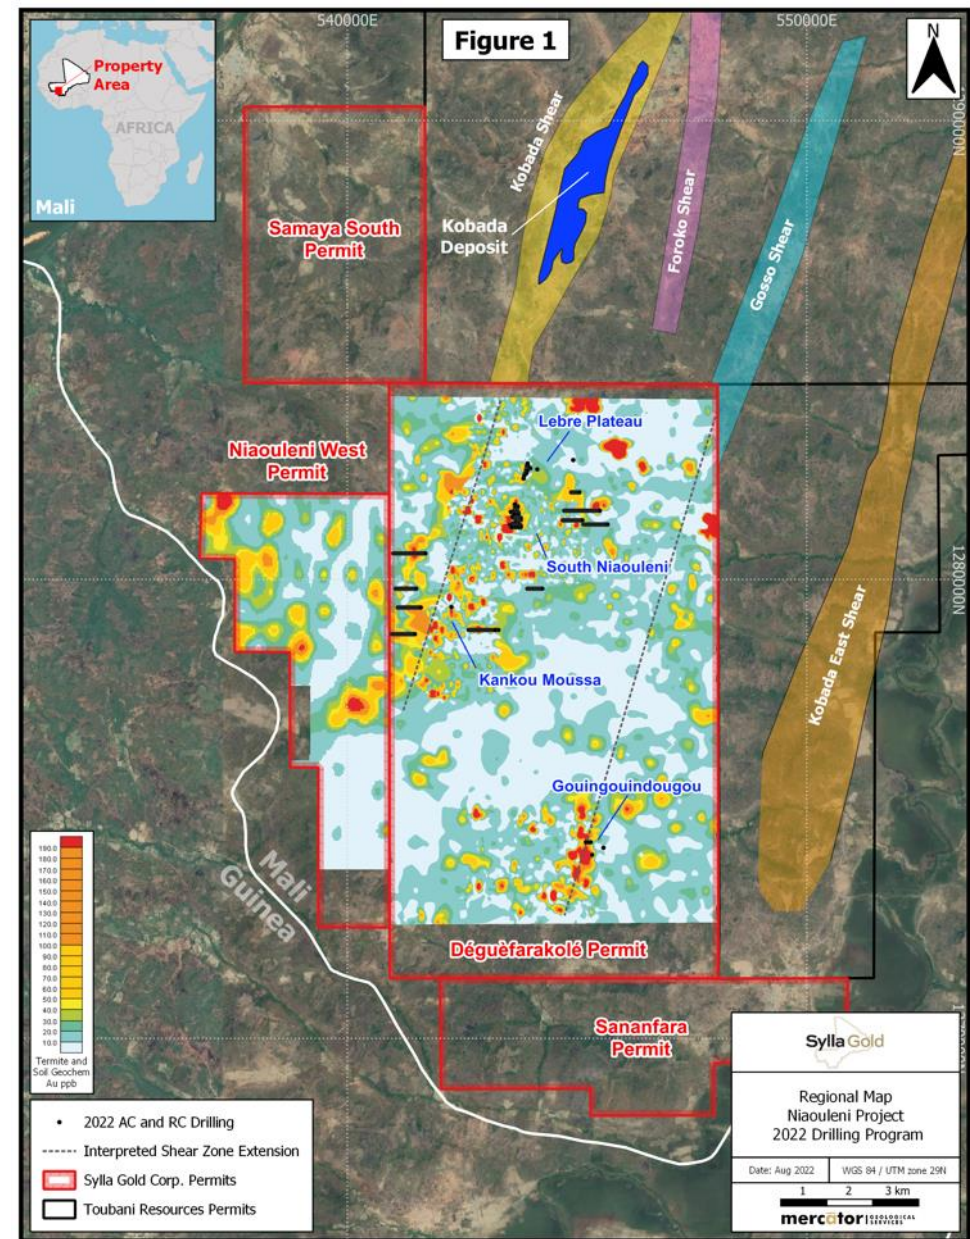 540000E
550000E
Figure 1
N
Property
Area
AFRICA
Mali
1290000N
Kobada Shear
Foroko Shear
Gosso Shear
Kobada
Deposit
Samaya South
Permit
Niaouleni West
Permit
Lebre Plateau
South Niaouleni
1280000N
Kankou Moussa
Kobada East Shear
Gouingouindougou
Mali
Guinea
Déguèfarakolé Permit
Sananfara
Permit
190.0
180.0
170.0
160.0
150.0
140.0
130.0
120.0
110.0
100.0
90.0
80.0
70.0
60.0
50.0
40.0
30.0
20.0
10.0
Termite and
Soil Geochem
Au ppb
2022 AC and RC Drilling
Interpreted Shear Zone Extension
Sylla Gold Corp. Permits
Toubani Resources Permits
Sylla Gold
Regional Map
Niaouleni Project
2022 Drilling Program
Date: Aug 2022
WGS 84 / UTM zone 29N
1 2 3 km
mercator GEOLOGICAL
SERVICES